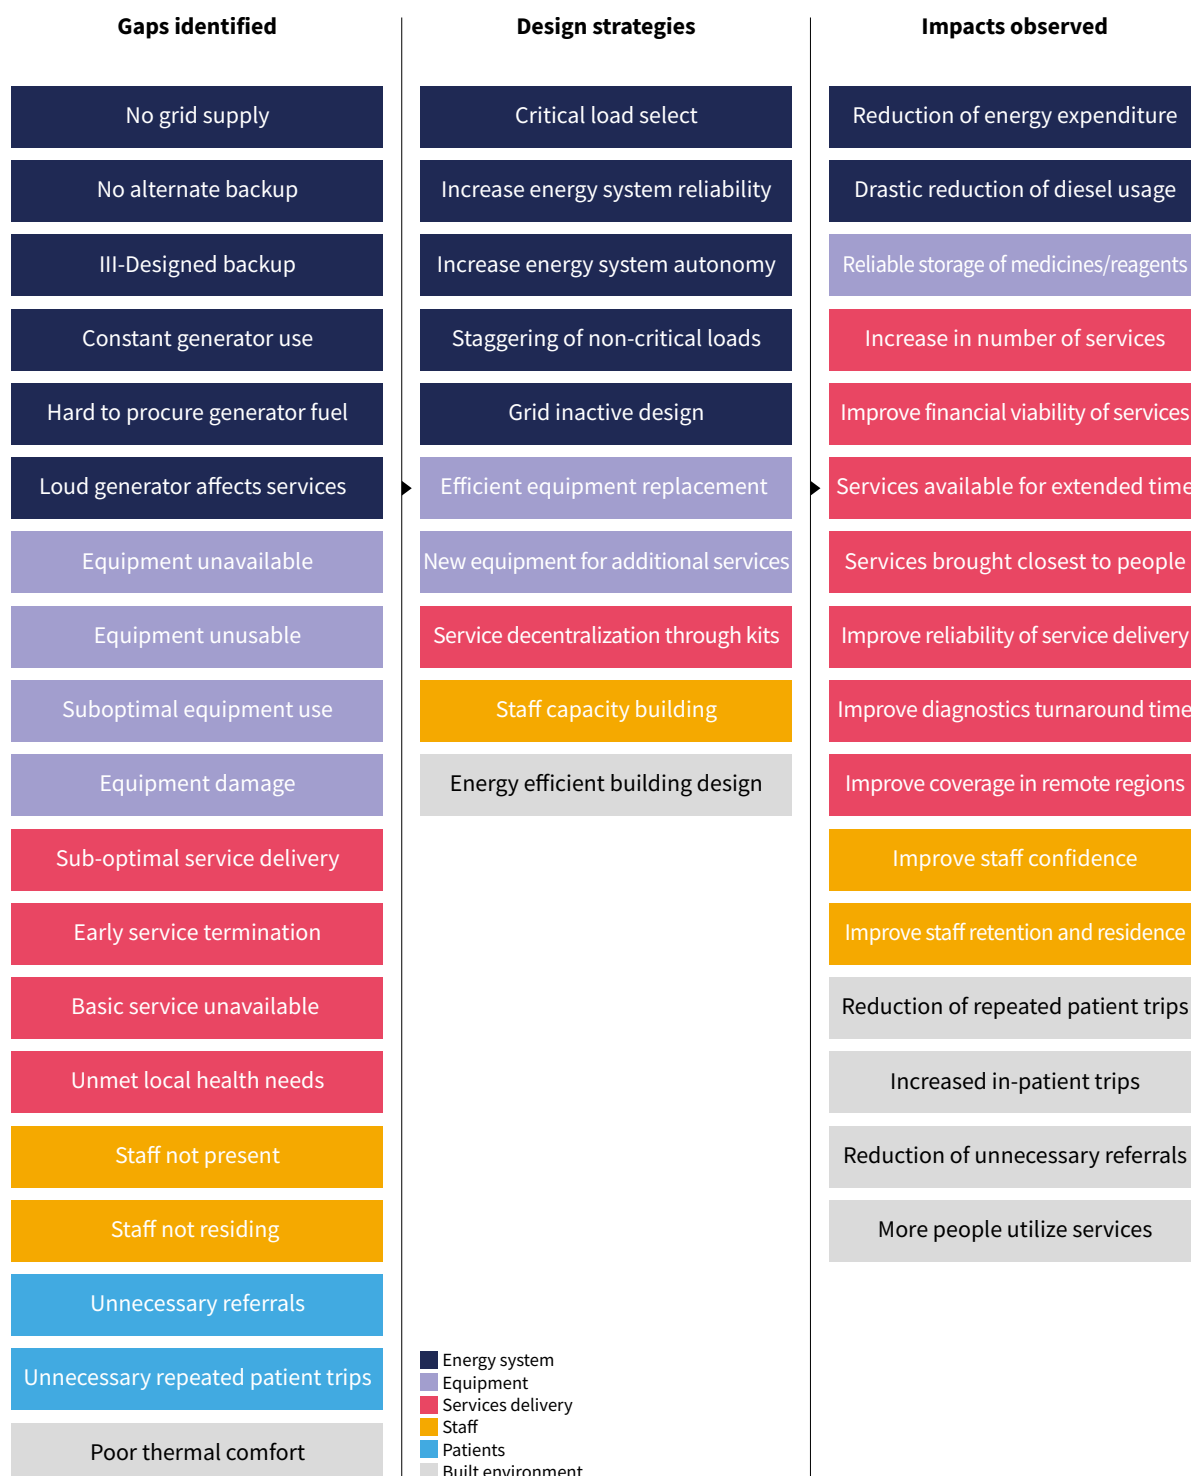 Gaps identified
No grid supply
No alternate backup
III-Designed backup
Constant generator use
Hard to procure generator fuel
Loud generator affects services
Equipment unavailable
Equipment unusable
Suboptimal equipment use
Equipment damage
Sub-optimal service delivery
Early service termination
Basic service unavailable
Unmet local health needs
Staff not present
Staff not residing
Unnecessary referrals
Unnecessary repeated patient trips
Poor thermal comfort
Design strategies
Critical load select
Increase energy system reliability
Increase energy system autonomy
Staggering of non-critical loads
Grid inactive design
Efficient equipment replacement
New equipment for additional services
Service decentralization through kits
Staff capacity building
Energy efficient building design
Energy system
Equipment
Services delivery
Staff
Patients
Built environment
Impacts observed
Reduction of energy expenditure
Drastic reduction of diesel usage
Reliable storage of medicines/reagents
Increase in number of services
Improve financial viability of services
Services available for extended time
Services brought closest to people
Improve reliability of service delivery
Improve diagnostics turnaround time
Improve coverage in remote regions
Improve staff confidence
Improve staff retention and residence
Reduction of repeated patient trips
Increased in-patient trips
Reduction of unnecessary referrals
More people utilize services